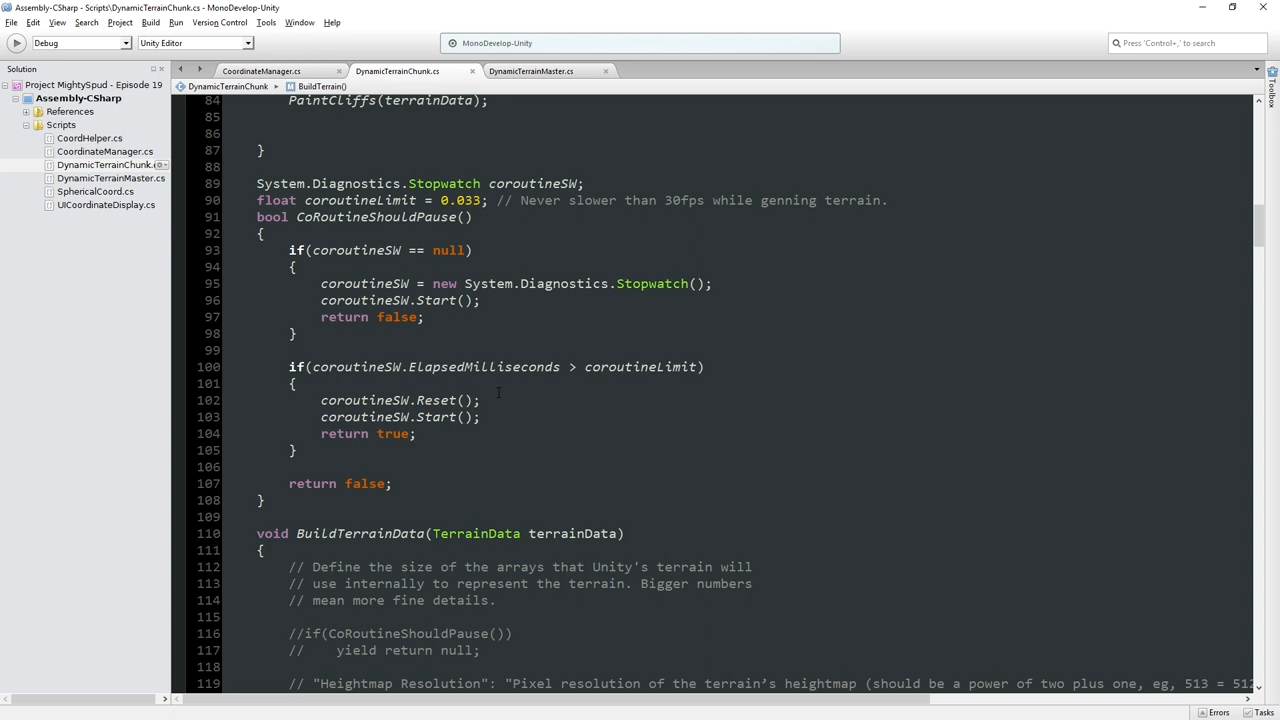 Assembly-CSharp - Scripts\DynamicTerrainChunk.cs - MonoDevelop-Unity
File Edit View Search Project Build Run Version Control Tools Window Help
Debug Unity Editor MonoDevelop-Unity Press 'Control+,' to search
Solution CoordinateManager.cs DynamicTerrainChunk.cs DynamicTerrainMaster.cs
Project MightySpud - Episode 19
DynamicTerrainChunk BuildTerrain()
Assembly-CSharp
References
Scripts
CoordHelper.cs
CoordinateManager.cs
DynamicTerrainChunk.
DynamicTerrainMaster.cs
SphericalCoord.cs
UICoordinateDisplay.cs
Toolbox
84 PaintCliffs(terrainData);
85
86
87 }
88
89 System.Diagnostics.Stopwatch coroutineSW;
90 float coroutineLimit = 0.033; // Never slower than 30fps while genning terrain.
91 bool CoRoutineShouldPause()
92 {
93 if(coroutineSW == null)
94 {
95 coroutineSW = new System.Diagnostics.Stopwatch();
96 coroutineSW.Start();
97 return false;
98 }
99
100 if(coroutineSW.ElapsedMilliseconds > coroutineLimit)
101 {
102 coroutineSW.Reset();
103 coroutineSW.Start();
104 return true;
105 }
106
107 return false;
108 }
109
110 void BuildTerrainData(TerrainData terrainData)
111 {
112 // Define the size of the arrays that Unity's terrain will
113 // use internally to represent the terrain. Bigger numbers
114 // mean more fine details.
115
116 //if(CoRoutineShouldPause())
117 // yield return null;
118
119 // "Heightmap Resolution": "Pixel resolution of the terrain's heightmap (should be a power of two plus one, eg, 513 = 512
Errors Tasks